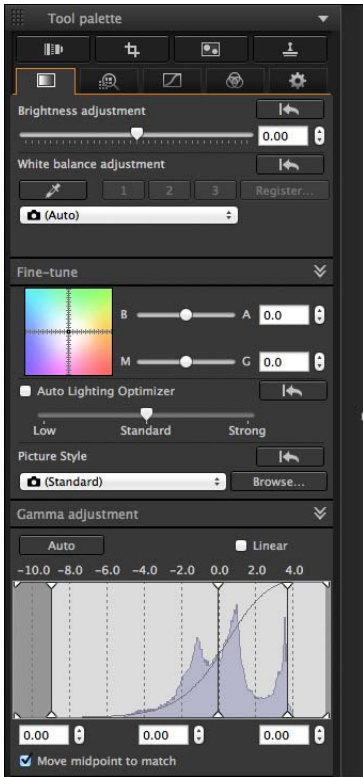 Tool palette
Brightness adjustment
0.00
White balance adjustment
1 2 3 Register...
(Auto)
Fine-tune
B A 0.0
M G 0.0
Auto Lighting Optimizer
Low Standard Strong
Picture Style
(Standard) Browse...
Gamma adjustment
Auto Linear
-10.0 -8.0 -6.0 -4.0 -2.0 0.0 2.0 4.0
0.00 0.00 0.00
Move midpoint to match